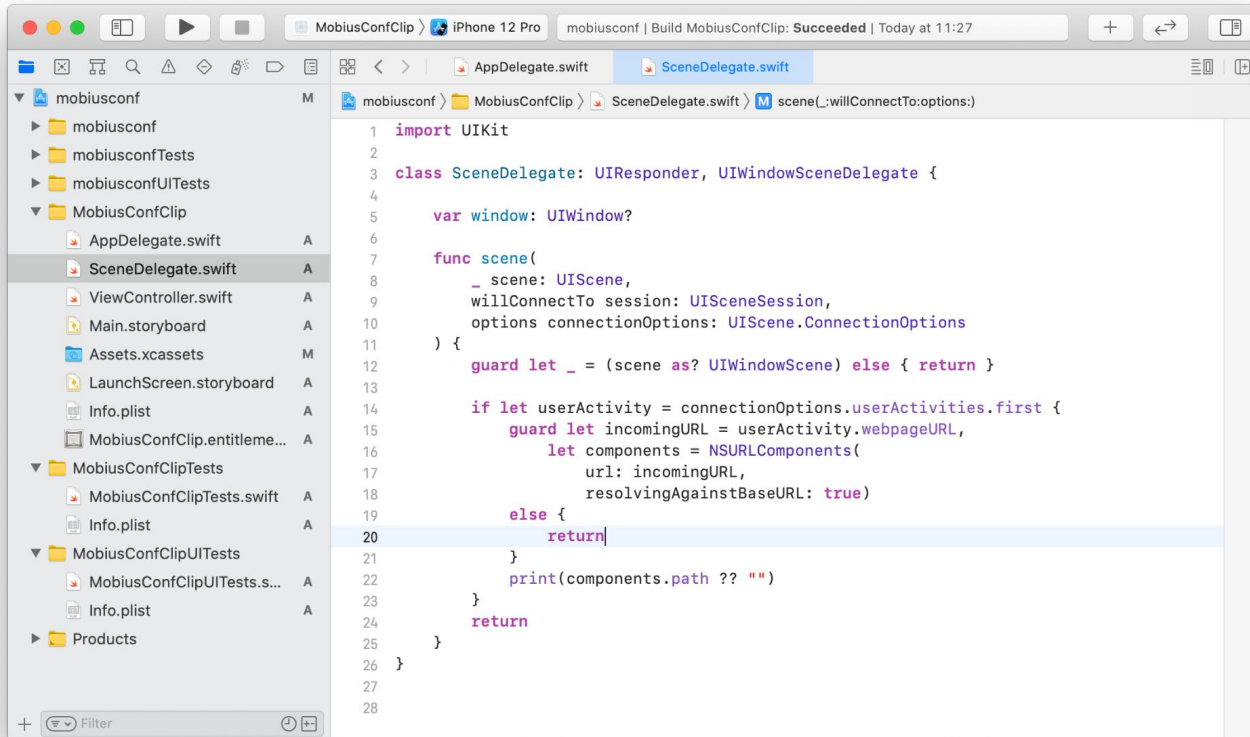 MobiusConfClip 〉 iPhone 12 Pro
mobiusconf | Build MobiusConfClip: Succeeded | Today at 11:27
AppDelegate.swift
SceneDelegate.swift
mobiusconf M
mobiusconf
mobiusconfTests
mobiusconfUITests
MobiusConfClip
AppDelegate.swift A
SceneDelegate.swift A
ViewController.swift A
Main.storyboard A
Assets.xcassets M
LaunchScreen.storyboard A
Info.plist A
MobiusConfClip.entitleme... A
MobiusConfClipTests
MobiusConfClipTests.swift A
Info.plist A
MobiusConfClipUITests
MobiusConfClipUITests.s... A
Info.plist A
Products
Filter
mobiusconf 〉 MobiusConfClip 〉 SceneDelegate.swift 〉 M scene(_:willConnectTo:options:)
1 import UIKit
2
3 class SceneDelegate: UIResponder, UIWindowSceneDelegate {
4
5     var window: UIWindow?
6
7     func scene(
8         _ scene: UIScene,
9         willConnectTo session: UISceneSession,
10         options connectionOptions: UIScene.ConnectionOptions
11     ) {
12         guard let _ = (scene as? UIWindowScene) else { return }
13
14         if let userActivity = connectionOptions.userActivities.first {
15             guard let incomingURL = userActivity.webpageURL,
16                 let components = NSURLComponents(
17                     url: incomingURL,
18                     resolvingAgainstBaseURL: true)
19             else {
20                 return
21             }
22             print(components.path ?? "")
23         }
24         return
25     }
26 }
27
28